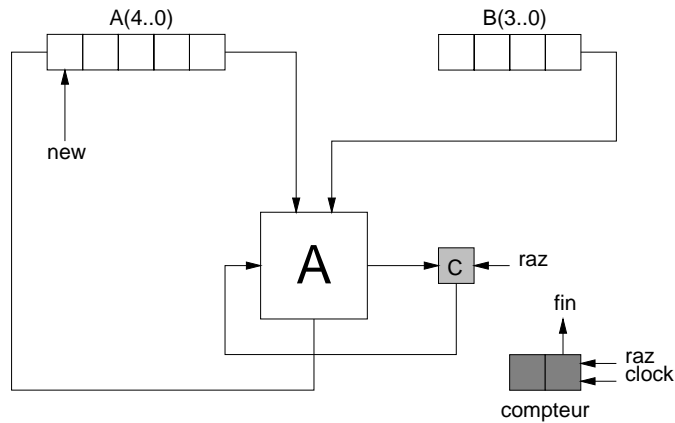 A(4..0)
B(3..0)
new
A
C
raz
fin
raz
clock
compteur